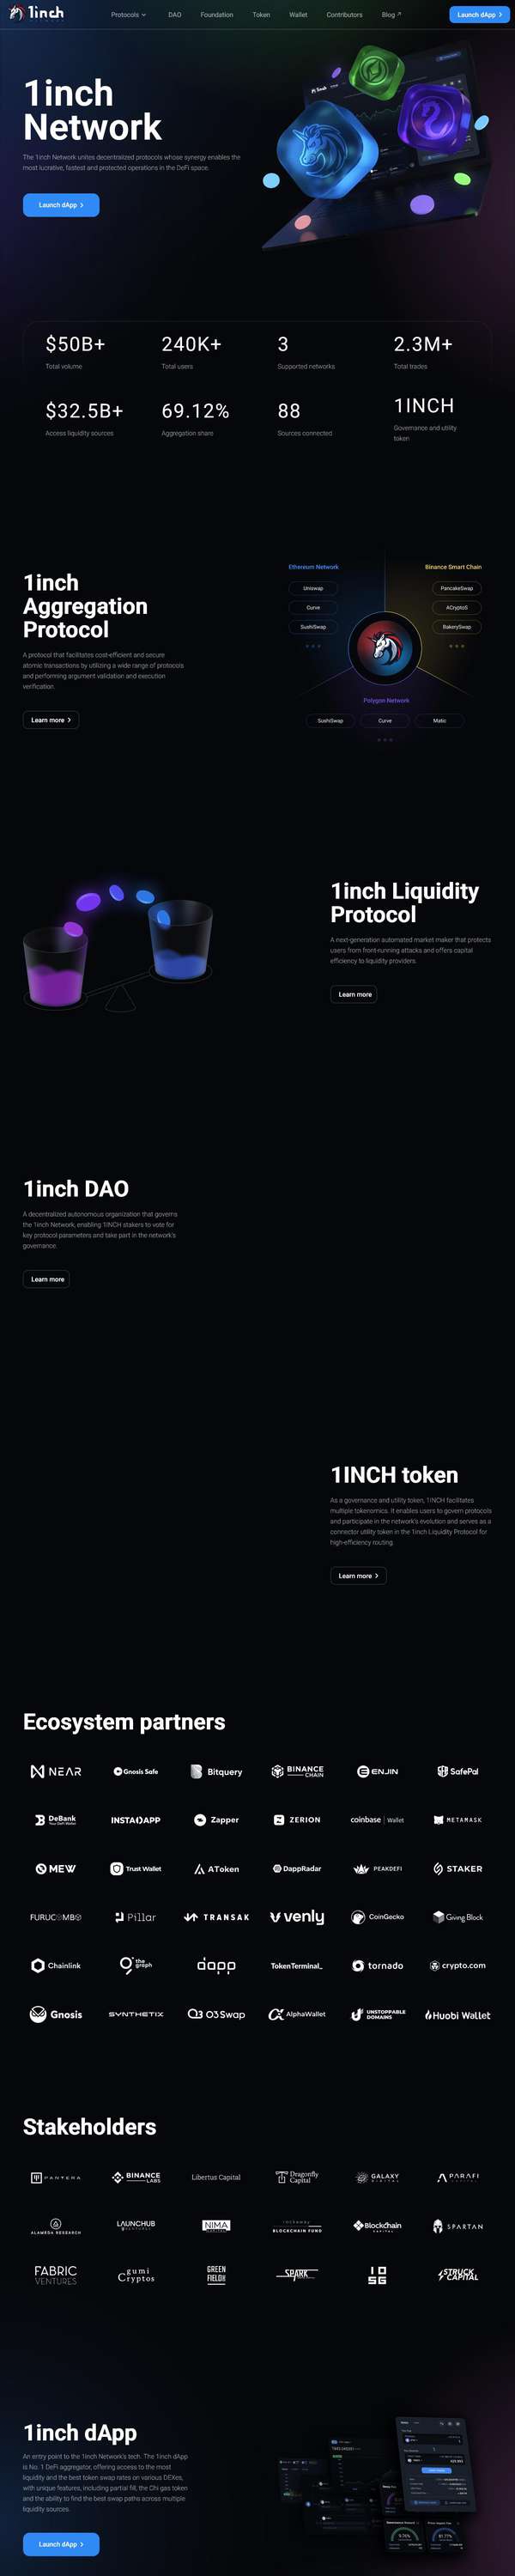 1inch
Protocols
DAO
Foundation
Token
Wallet
Contributors
Blog
Launch dApp
1inch
Network
The 1inch Network unites decentralized protocols whose synergy enables the
most lucrative, fastest and protected operations in the DeFi space.
Launch dApp
$50B+
240K+
3
2.3M+
Total volume
Total users
Supported networks
Total trades
$32.5B+
69.12%
88
1INCH
Access liquidity sources
Aggregation share
Sources connected
Governance and utility
token
1inch
Aggregation
Protocol
A protocol that facilitates cost-efficient and secure
atomic transactions by utilizing a wide range of protocols
and performing argument validation and execution
verification.
Learn more
Ethereum Network
Binance Smart Chain
Uniswap
PancakeSwap
Curve
ACryptoS
SushiSwap
BakerySwap
Polygon Network
SushiSwap
Curve
Matic
1inch Liquidity
Protocol
A next-generation automated market maker that protects
users from front-running attacks and offers capital
efficiency to liquidity providers.
Learn more
1inch DAO
A decentralized autonomous organization that governs
the 1inch Network, enabling 1INCH stakers to vote for
key protocol parameters and take part in the network's
governance.
Learn more
1INCH token
As a governance and utility token, 1INCH facilitates
multiple tokenomics. It enables users to govern protocols
and participate in the network's evolution and serves as a
connector utility token in the 1inch Liquidity Protocol for
high-efficiency routing.
Learn more
Ecosystem partners
NEAR
Gnosis Safe
Bitquery
BINANCE
CHAIN
ENJIN
SafePal
DeBank
Your DeFi Wallet
INSTADAPP
Zapper
ZERION
coinbase | Wallet
METAMASK
MEW
Trust Wallet
AToken
DappRadar
PEAKDEFI
STAKER
FURUCOMBO
Pillar
TRANSAK
venly
CoinGecko
Giving Block
Chainlink
the
graph
dapp
TokenTerminal_
tornado
crypto.com
Gnosis
SYNTHETIX
O3 Swap
AlphaWallet
UNSTOPPABLE
DOMAINS
Huobi Wallet
Stakeholders
PANTERA
BINANCE
LABS
Libertus Capital
Dragonfly
Capital
GALAXY
DIGITAL
PARAFI
CAPITAL
ALAMEDA RESEARCH
LAUNCHUB
VENTURES
NIMA
CAPITAL
BLOCKCHAIN FUND
Blockchain
CAPITAL
SPARTAN
FABRIC
VENTURES
gumi
Cryptos
GREEN
FIELD
SPARK
IO
SG
STRUCK
CAPITAL
1inch dApp
An entry point to the 1inch Network's tech. The 1inch dApp
is No. 1 DeFi aggregator, offering access to the most
liquidity and the best token swap rates on various DEXes,
with unique features, including partial fill, the Chi gas token
and the ability to find the best swap paths across multiple
liquidity sources.
Launch dApp
9.76%
81.77%